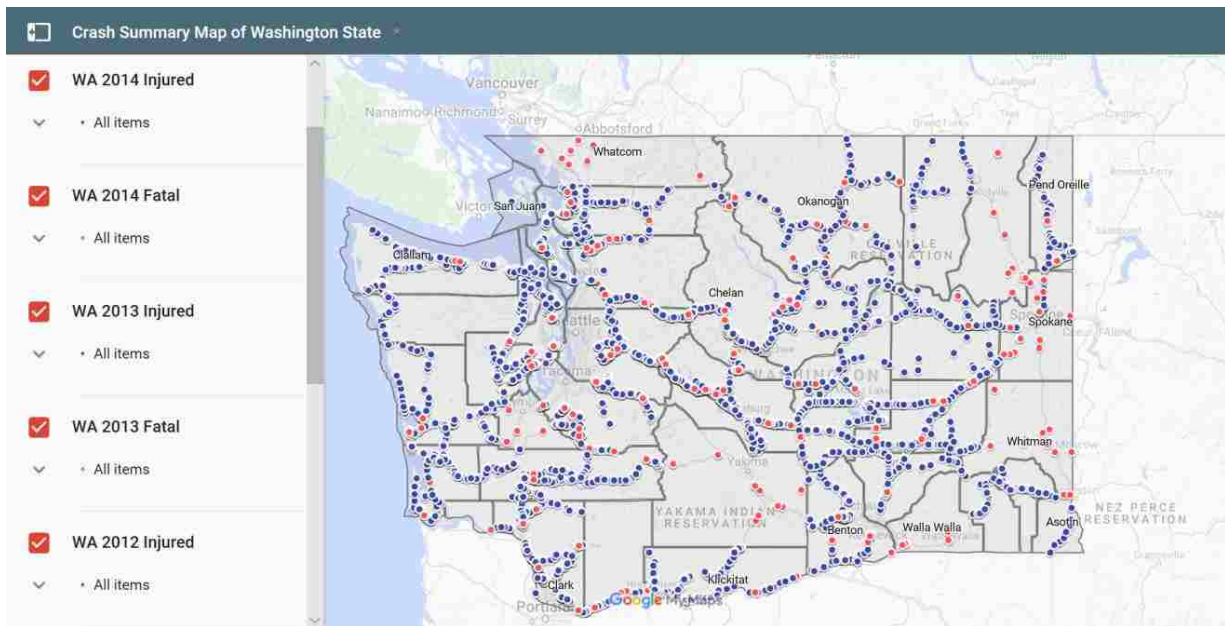 Crash Summary Map of Washington State
WA 2014 Injured
All items
WA 2014 Fatal
All items
WA 2013 Injured
All items
WA 2013 Fatal
All items
WA 2012 Injured
All items
Vancouver
Nanaimo
Richmond
Surrey
Abbotsford
Whatcom
San Juan
Okanogan
Pend Oreille
Clallam
RESERVATION
Chelan
Seattle
Spokane
Tacoma
WASHINGTON
Whitman
Yakima
YAKAMA INDIAN
RESERVATION
NEZ PERCE
RESERVATION
Benton
Walla Walla
Asotin
Clark
Klickitat
Portland
Google My Maps